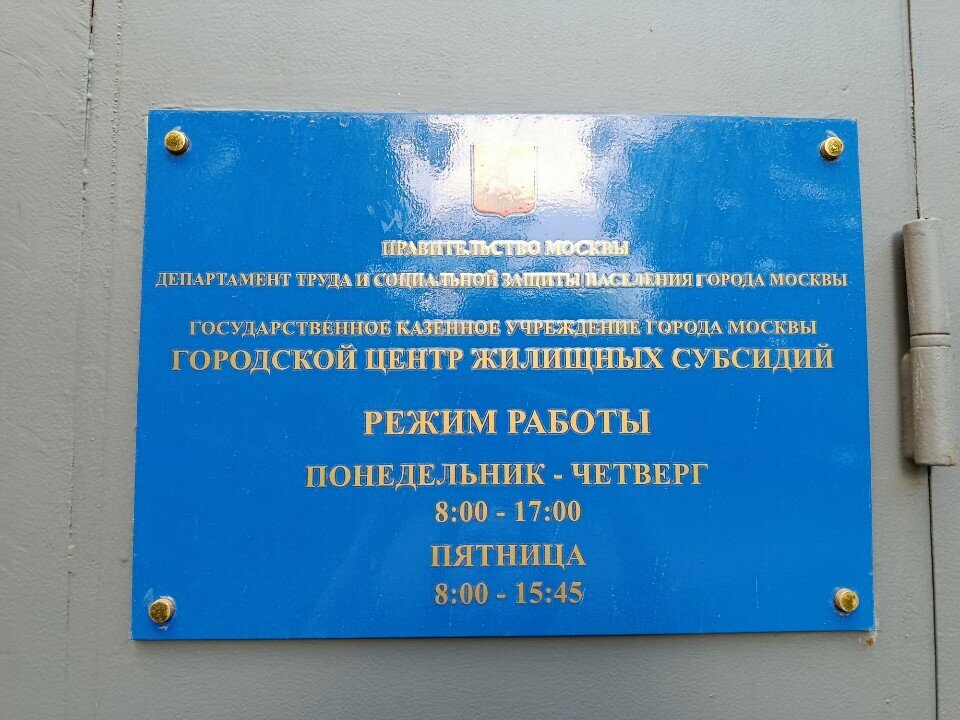 ПРАВИТЕЛЬСТВО МОСКВЫ
ДЕПАРТАМЕНТ ТРУДА И СОЦИАЛЬНОЙ ЗАЩИТЫ НАСЕЛЕНИЯ ГОРОДА МОСКВЫ
ГОСУДАРСТВЕННОЕ КАЗЕННОЕ УЧРЕЖДЕНИЕ ГОРОДА МОСКВЫ
ГОРОДСКОЙ ЦЕНТР ЖИЛИЩНЫХ СУБСИДИЙ
РЕЖИМ РАБОТЫ
ПОНЕДЕЛЬНИК - ЧЕТВЕРГ
8:00 - 17:00
ПЯТНИЦА
8:00 - 15:45